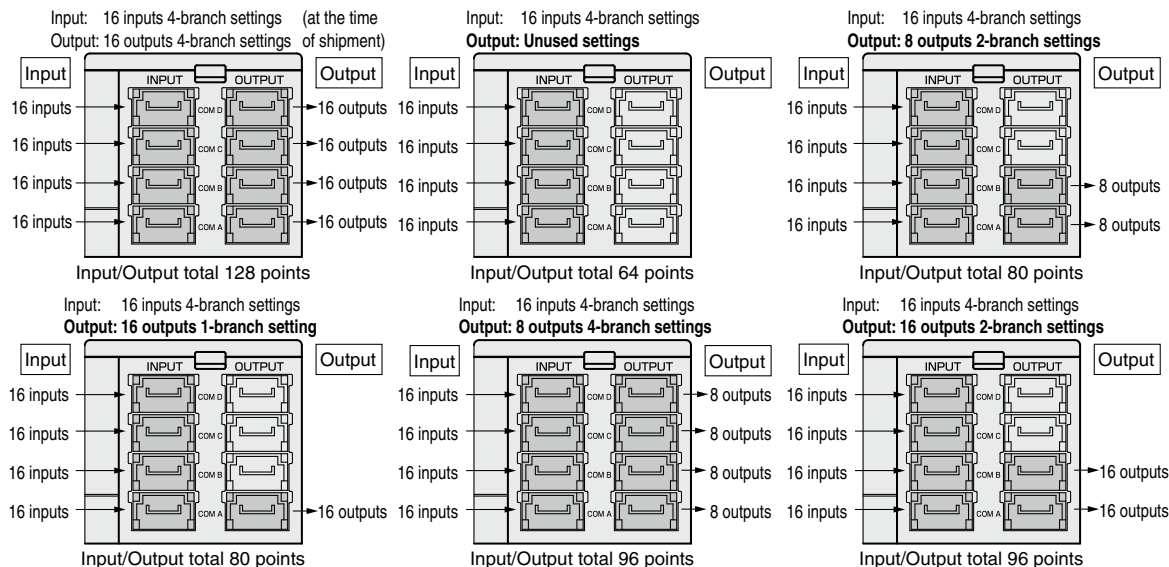 Input: 16 inputs 4-branch settings (at the time
Output: 16 outputs 4-branch settings of shipment)
Input
INPUT
OUTPUT
Output
16 inputs
COM D
16 outputs
16 inputs
COM C
16 outputs
16 inputs
COM B
16 outputs
16 inputs
COM A
16 outputs
Input/Output total 128 points
Input: 16 inputs 4-branch settings
Output: Unused settings
Input
INPUT
OUTPUT
Output
16 inputs
COM D
16 inputs
COM C
16 inputs
COM B
16 inputs
COM A
Input/Output total 64 points
Input: 16 inputs 4-branch settings
Output: 8 outputs 2-branch settings
Input
INPUT
OUTPUT
Output
16 inputs
COM D
16 inputs
COM C
16 inputs
COM B
8 outputs
16 inputs
COM A
8 outputs
Input/Output total 80 points
Input: 16 inputs 4-branch settings
Output: 16 outputs 1-branch setting
Input
INPUT
OUTPUT
Output
16 inputs
COM D
16 inputs
COM C
16 inputs
COM B
16 inputs
COM A
16 outputs
Input/Output total 80 points
Input: 16 inputs 4-branch settings
Output: 8 outputs 4-branch settings
Input
INPUT
OUTPUT
Output
16 inputs
COM D
8 outputs
16 inputs
COM C
8 outputs
16 inputs
COM B
8 outputs
16 inputs
COM A
8 outputs
Input/Output total 96 points
Input: 16 inputs 4-branch settings
Output: 16 outputs 2-branch settings
Input
INPUT
OUTPUT
Output
16 inputs
COM D
16 inputs
COM C
16 inputs
COM B
16 outputs
16 inputs
COM A
16 outputs
Input/Output total 96 points